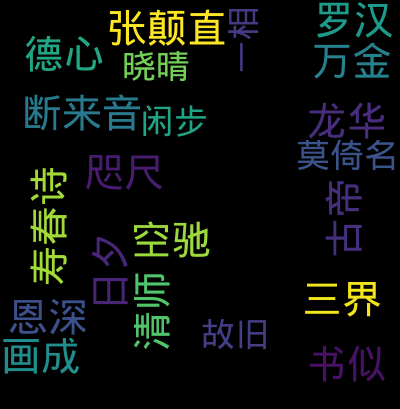 张颠直
一相
罗汉
德心
晓晴
万金
断来音
闲步
龙华
莫倚名
咫尺
寿春诗
古帝
空驰
日夕
清师
三界
恩深
故旧
画成
书似